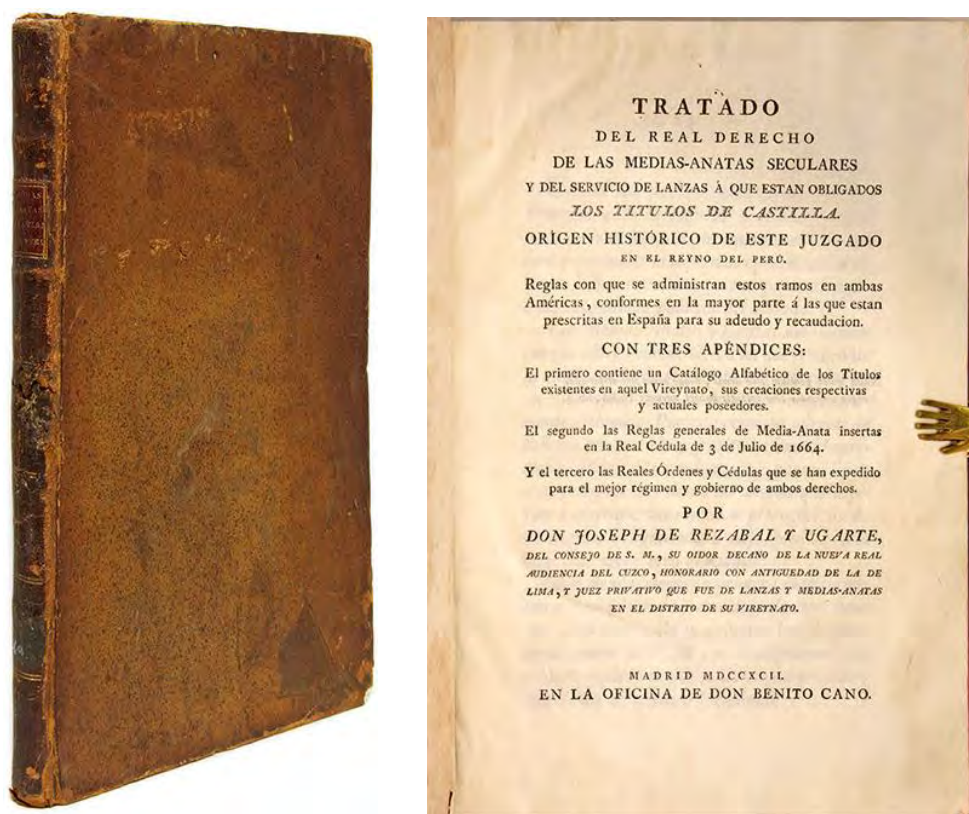 TRATADO
DEL REAL DERECHO
DE LAS MEDIAS-ANATAS SECULARES
Y DEL SERVICIO DE LANZAS À QUE ESTAN OBLIGADOS
LOS TITULOS DE CASTILLA.
ORÍGEN HISTÓRICO DE ESTE JUZGADO
EN EL REYNO DEL PERÚ.
Reglas con que se administran estos ramos en ambas
Américas, conformes en la mayor parte á las que estan
prescritas en España para su adeudo y recaudacion.
CON TRES APÉNDICES:
El primero contiene un Catálogo Alfabético de los Títulos
existentes en aquel Vireynato, sus creaciones respectivas
y actuales poseedores.
El segundo las Reglas generales de Media-Anata insertas
en la Real Cédula de 3 de Julio de 1664.
Y el tercero las Reales Órdenes y Cédulas que se han expedido
para el mejor régimen y gobierno de ambos derechos.
POR
DON JOSEPH DE REZABAL Y UGARTE,
DEL CONSEJO DE S. M., SU OIDOR DECANO DE LA NUEVA REAL
AUDIENCIA DEL CUZCO, HONORARIO CON ANTIGUEDAD DE LA DE
LIMA, Y JUEZ PRIVATIVO QUE FUE DE LANZAS Y MEDIAS-ANATAS
EN EL DISTRITO DE SU VIREYNATO.
MADRID MDCCXCII.
EN LA OFICINA DE DON BENITO CANO.